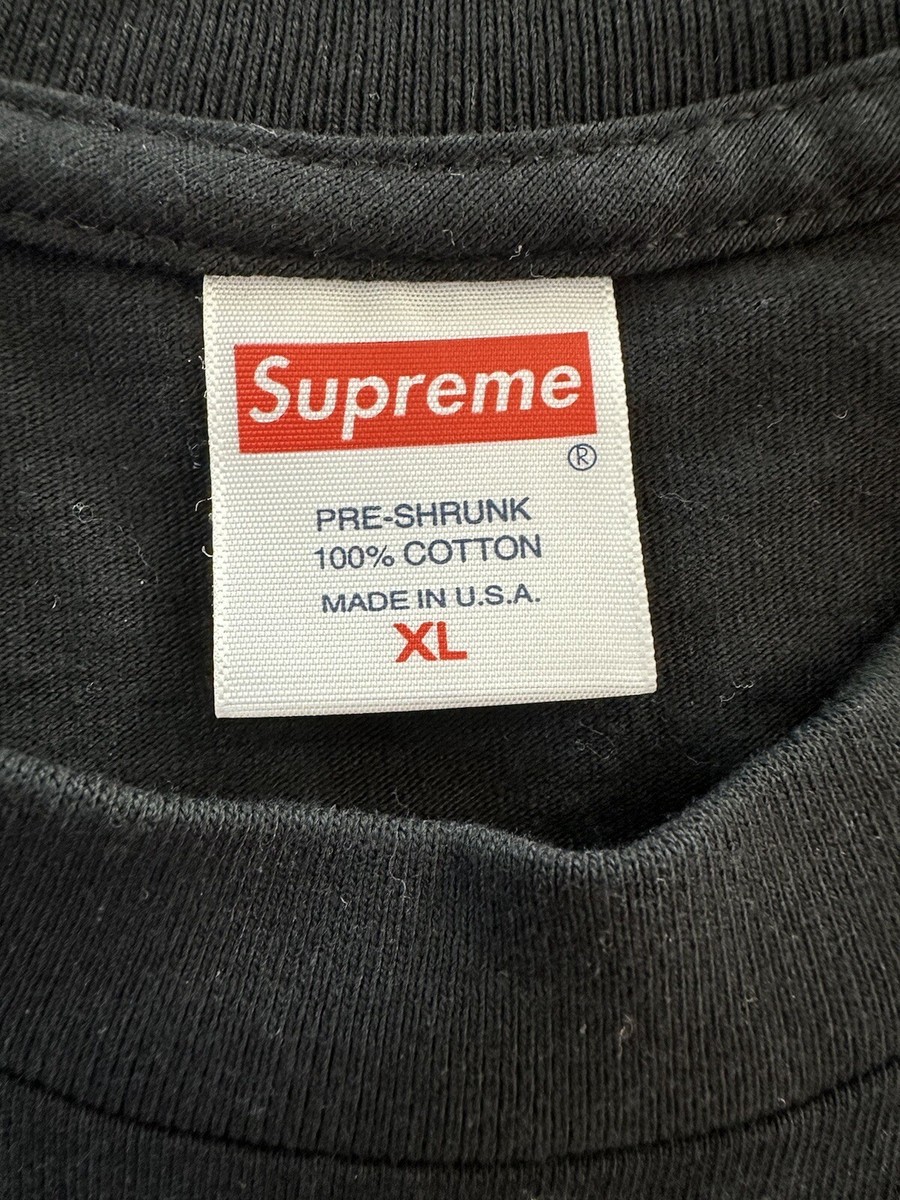 Supreme
®
PRE-SHRUNK
100% COTTON
MADE IN U.S.A.
XL